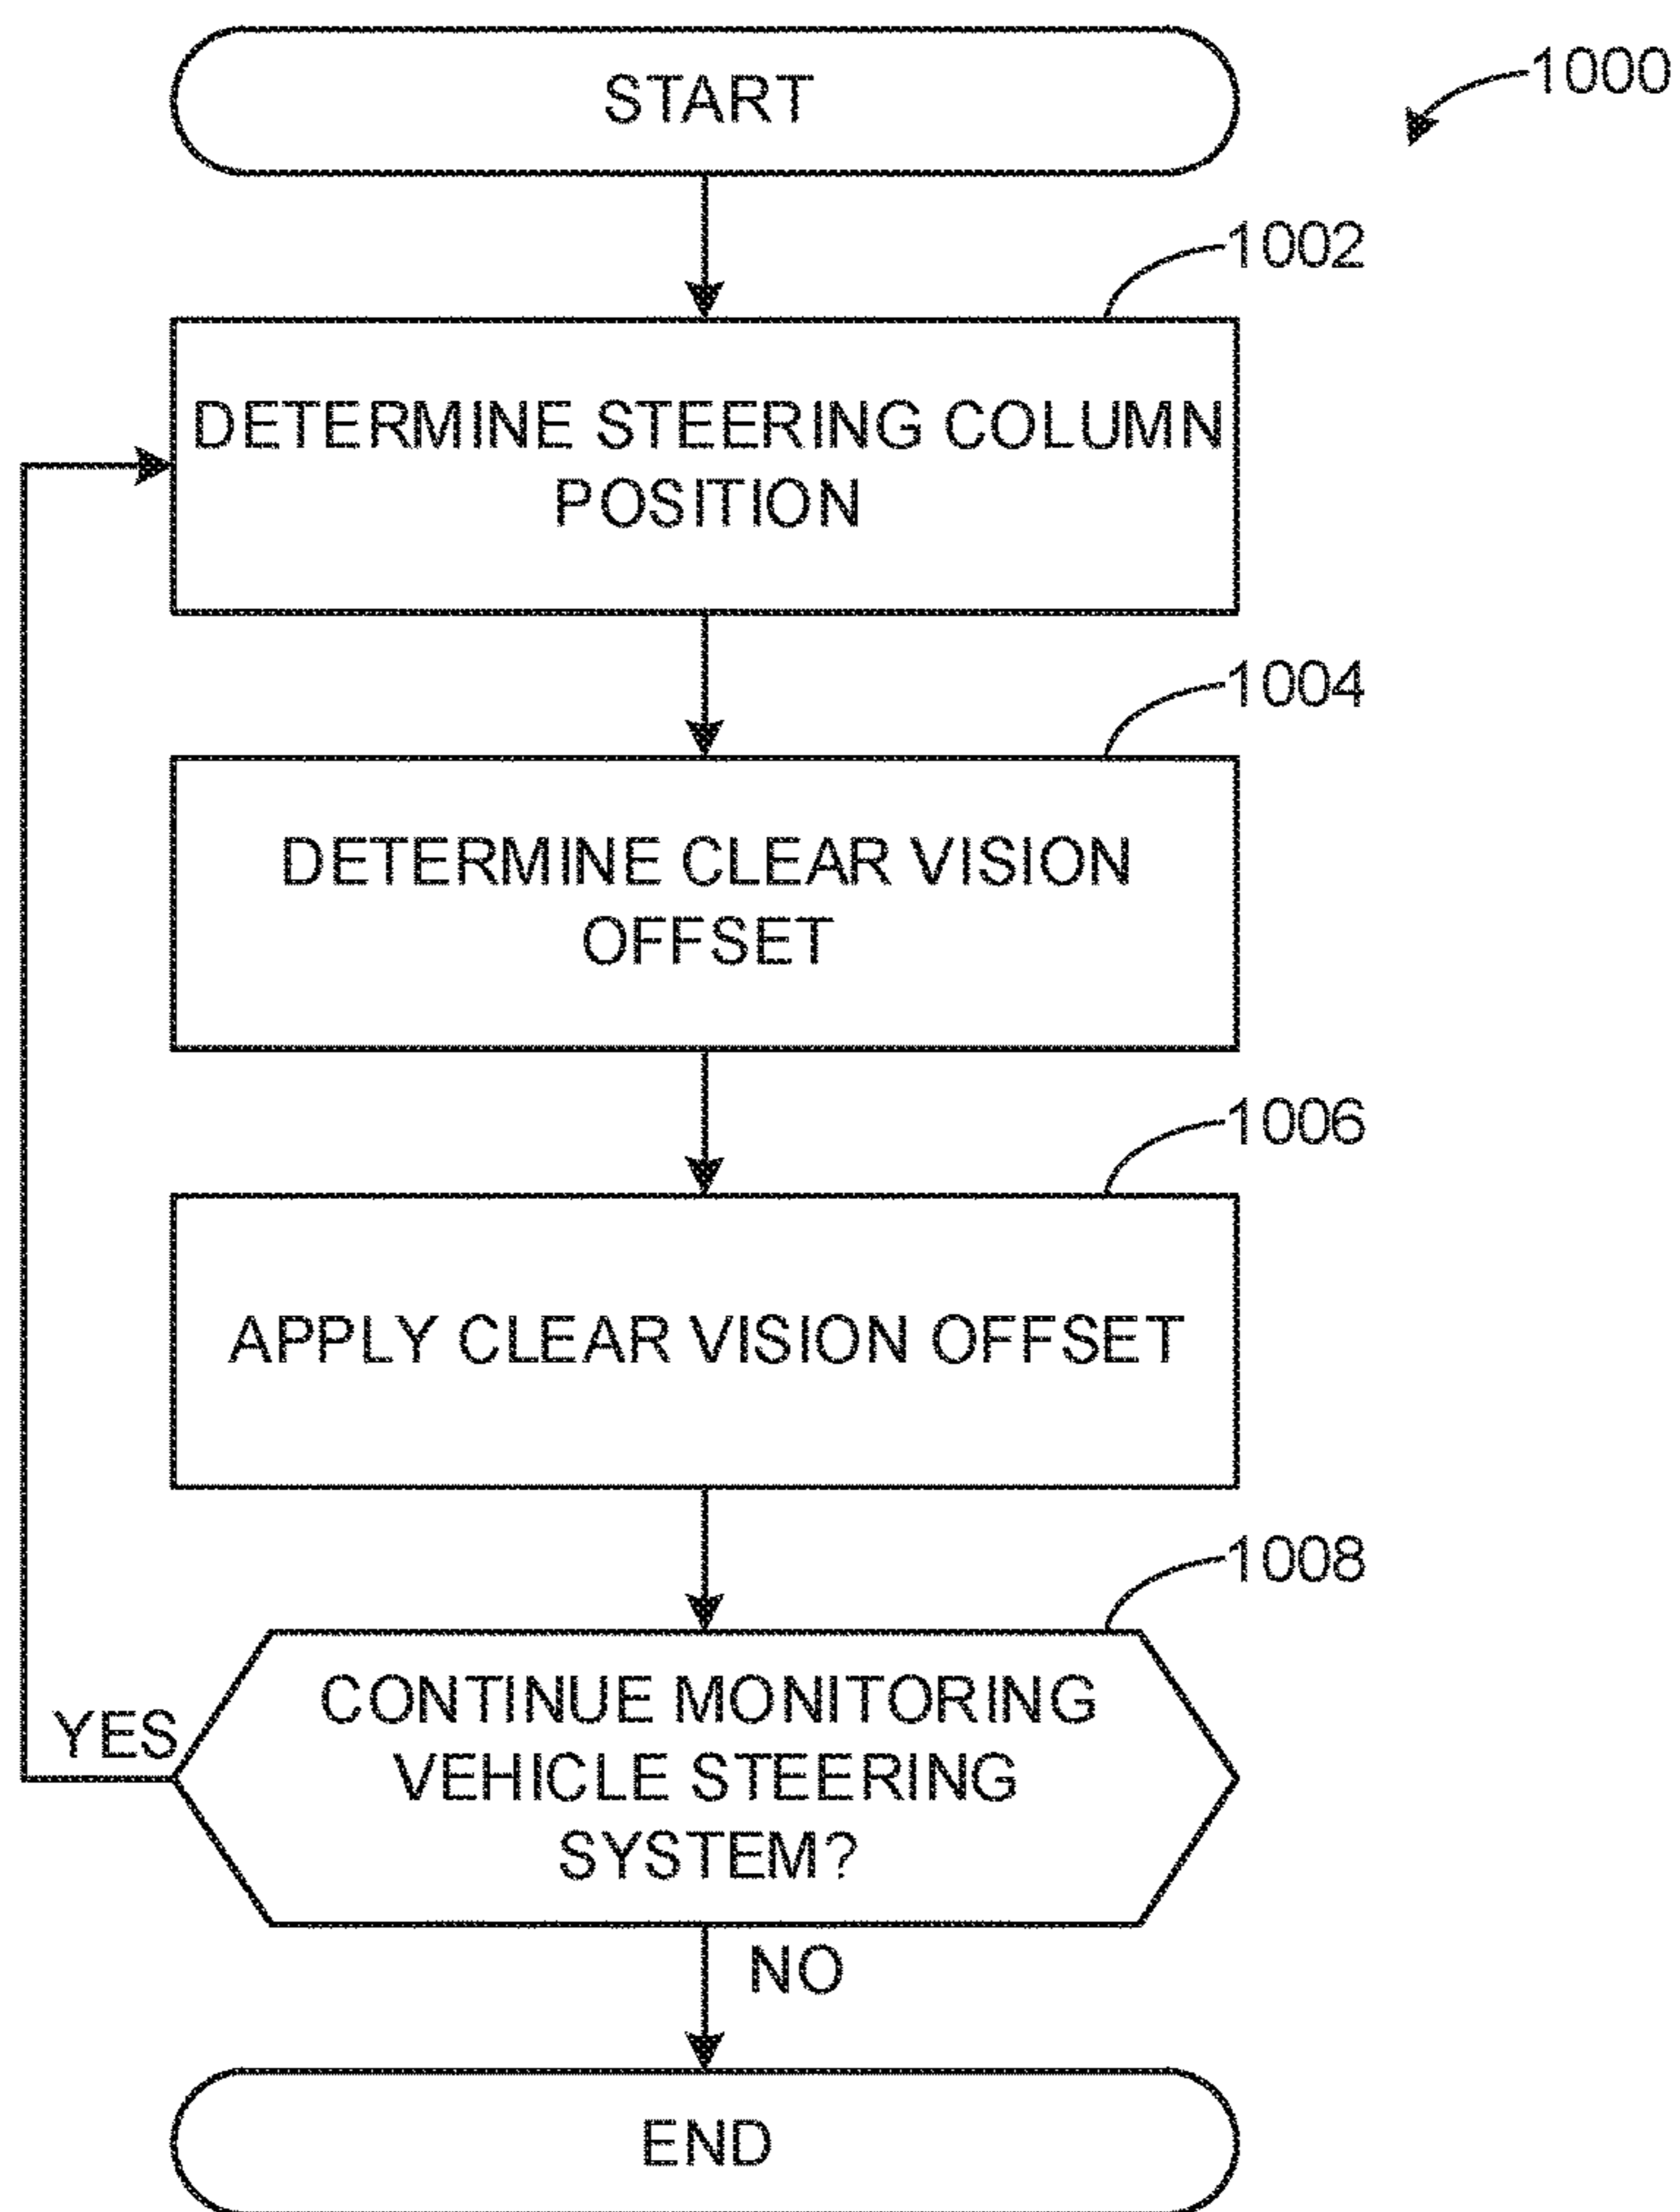 START
1000
1002
DETERMINE STEERING COLUMN
POSITION
1004
DETERMINE CLEAR VISION
OFFSET
1006
APPLY CLEAR VISION OFFSET
1008
CONTINUE MONITORING
VEHICLE STEERING
SYSTEM?
YES
NO
END